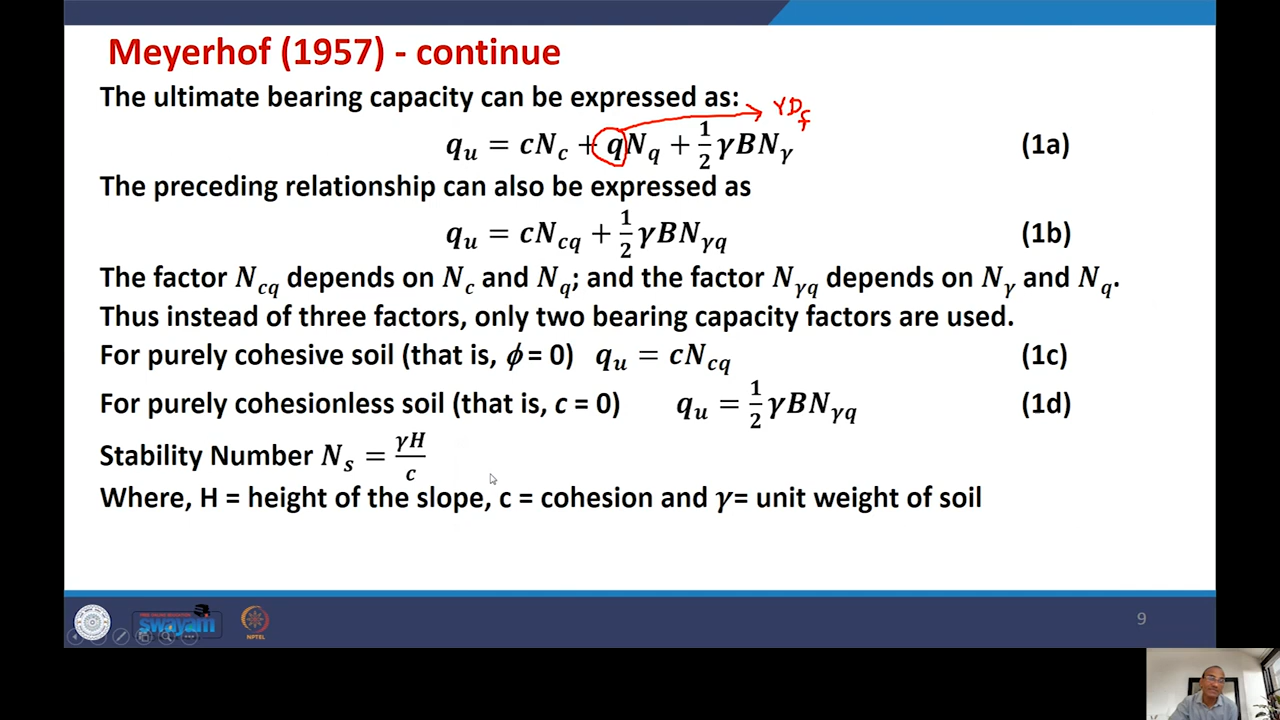 Meyerhof (1957) - continue
The ultimate bearing capacity can be expressed as:
γD_f
q_u = cN_c + qN_q + 1/2 γBN_γ (1a)
The preceding relationship can also be expressed as
q_u = cN_cq + 1/2 γBN_γq (1b)
The factor N_cq depends on N_c and N_q; and the factor N_γq depends on N_γ and N_q.
Thus instead of three factors, only two bearing capacity factors are used.
For purely cohesive soil (that is, ϕ = 0) q_u = cN_cq (1c)
For purely cohesionless soil (that is, c = 0) q_u = 1/2 γBN_γq (1d)
Stability Number N_s = γH/c
Where, H = height of the slope, c = cohesion and γ= unit weight of soil
swayam
NPTEL
9